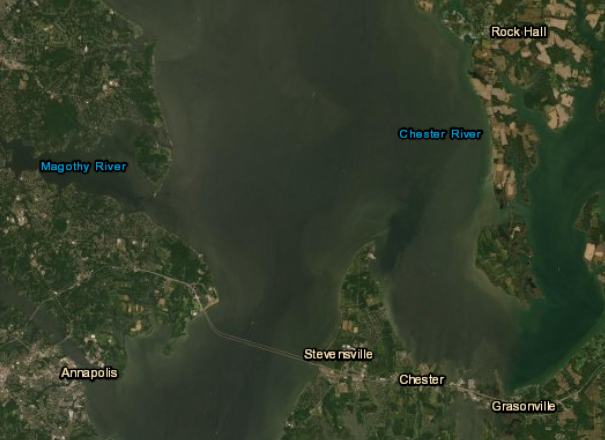 Rock Hall
Chester River
Magothy River
Stevensville
Annapolis
Chester
Grasonville